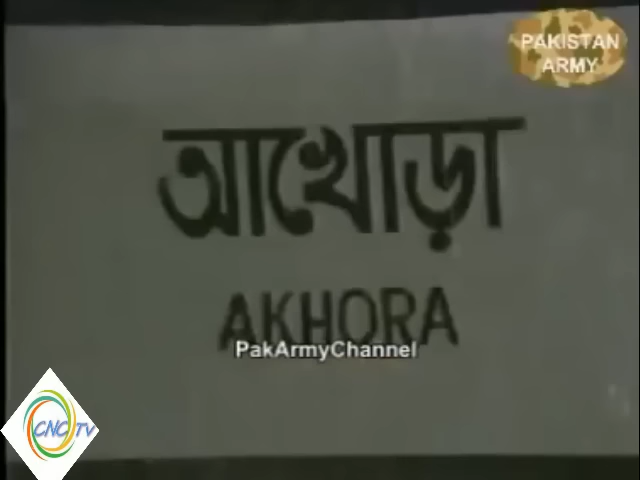 PAKISTAN
ARMY
আখোড়া
AKHORA
PakArmyChannel
CNC TV